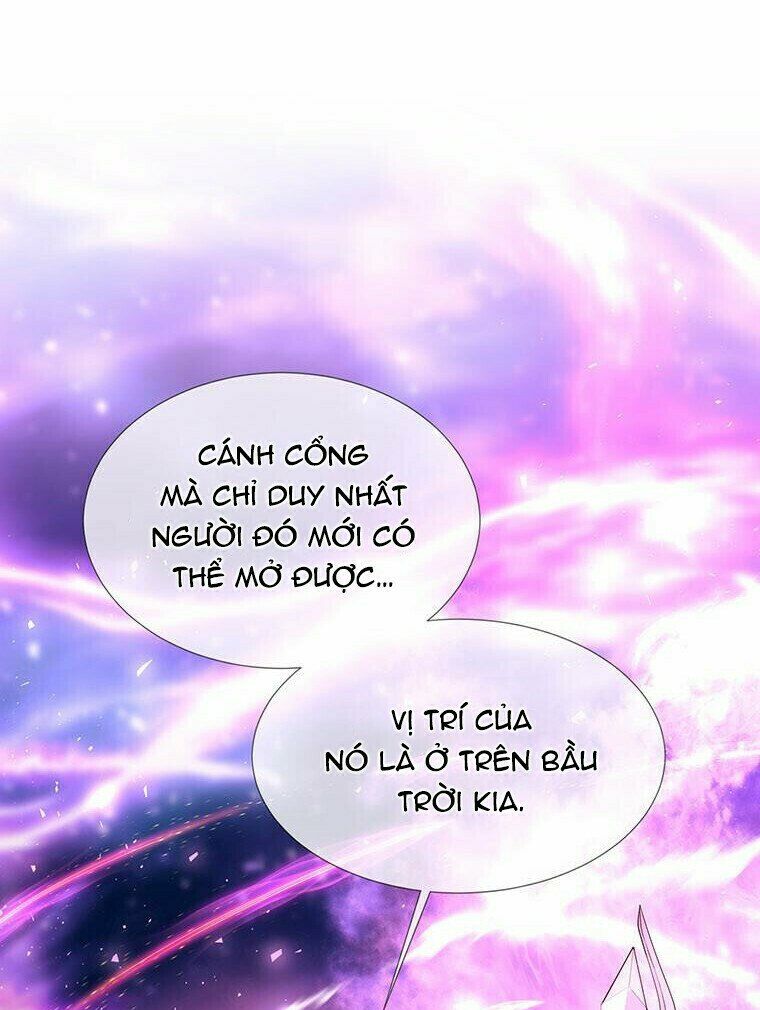 CÁNH CỔNG
MÀ CHỈ DUY NHẤT
NGƯỜI ĐÓ MỚI CÓ
THỂ MỞ ĐƯỢC...
VỊ TRÍ CỦA
NÓ LÀ Ở TRÊN BẦU
TRỜI KIA.